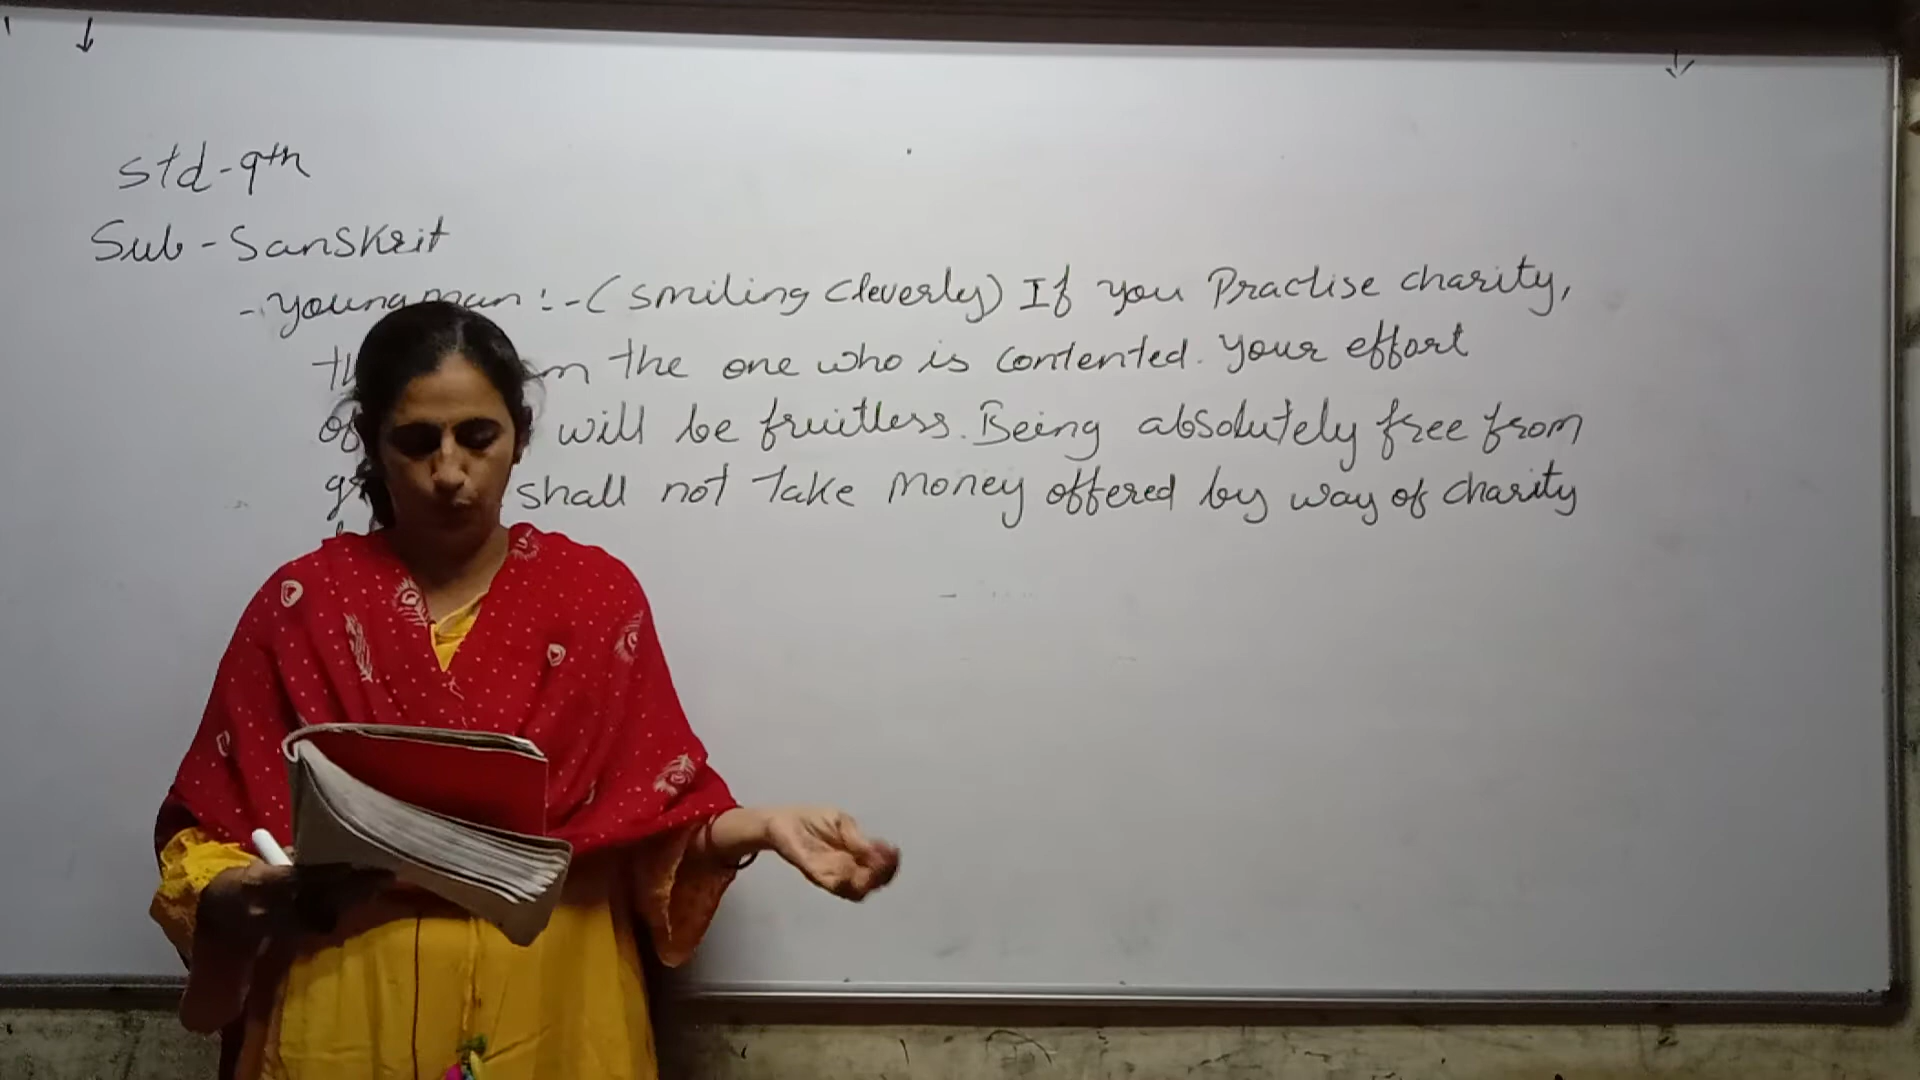 Std-9th
Sub-Sanskrit
- Young man :- (smiling cleverly) If you Practise charity,
the one who is contented. Your effort
will be fruitless. Being absolutely free from
shall not take money offered by way of charity